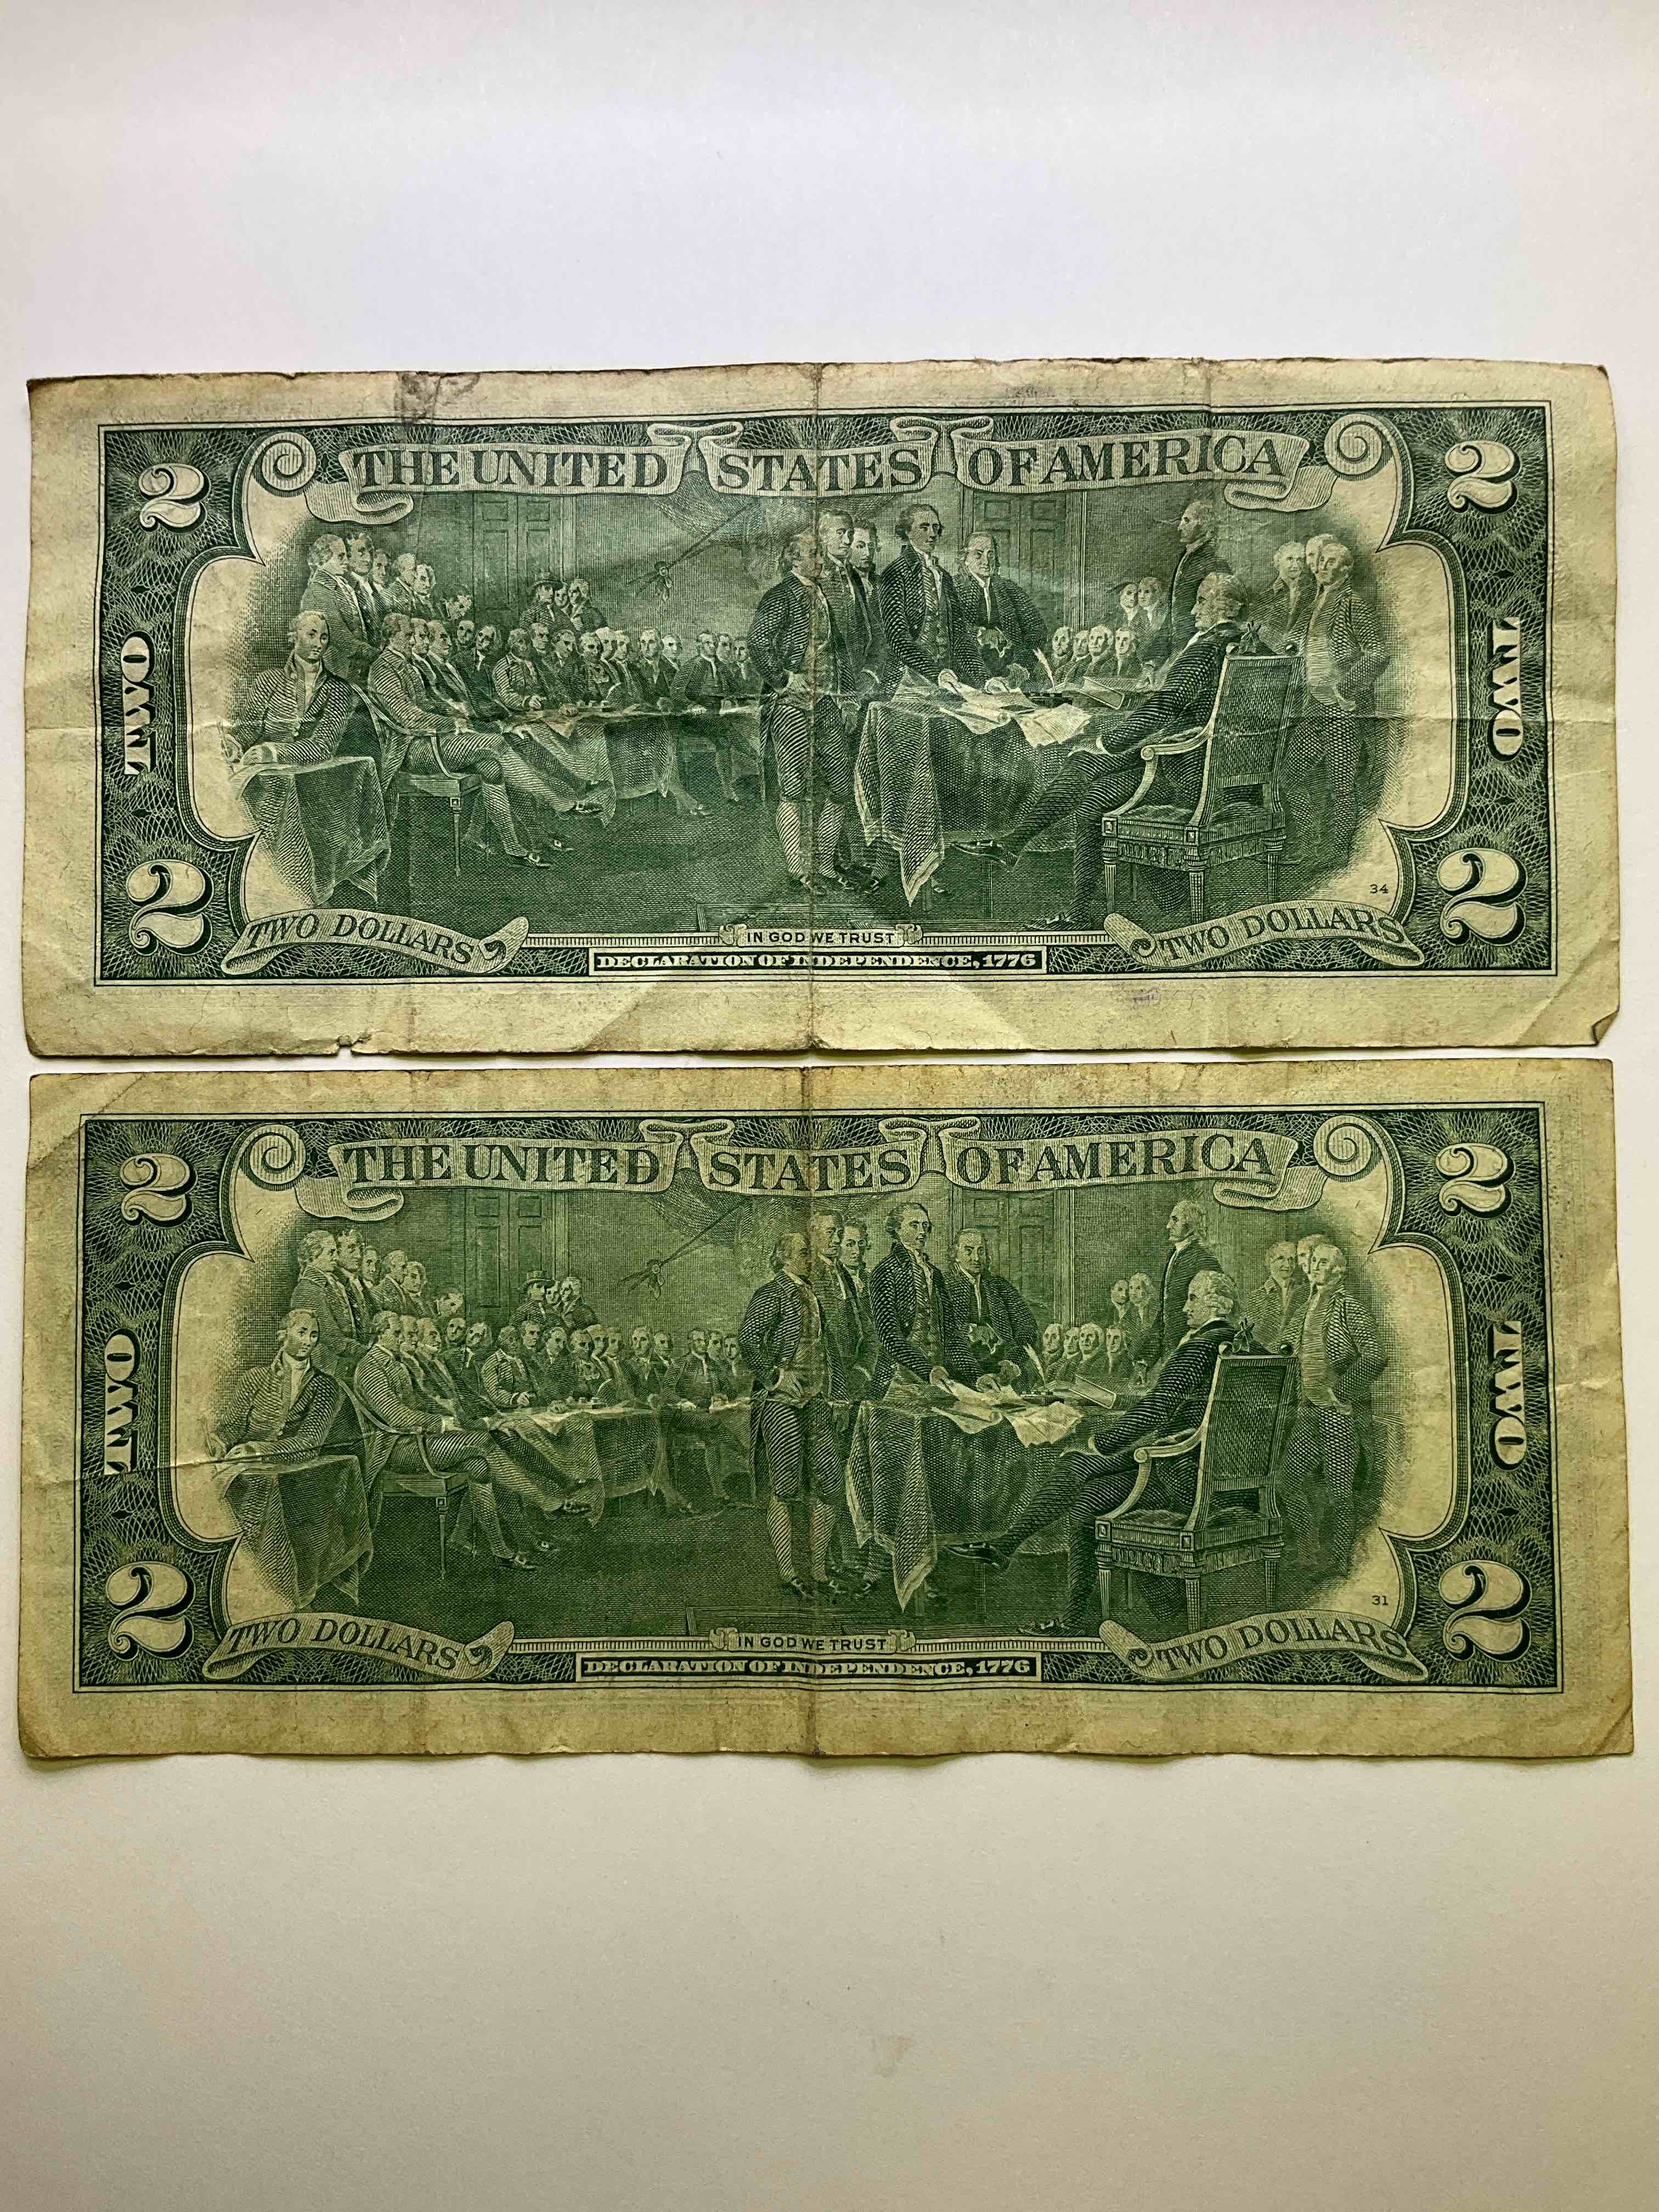 THE UNITED STATES OF AMERICA
2 2
TWO TWO
34
2 2
TWO DOLLARS TWO DOLLARS
IN GOD WE TRUST
DECLARATION OF INDEPENDENCE, 1776
THE UNITED STATES OF AMERICA
2 2
TWO TWO
31
2 2
TWO DOLLARS TWO DOLLARS
IN GOD WE TRUST
DECLARATION OF INDEPENDENCE, 1776